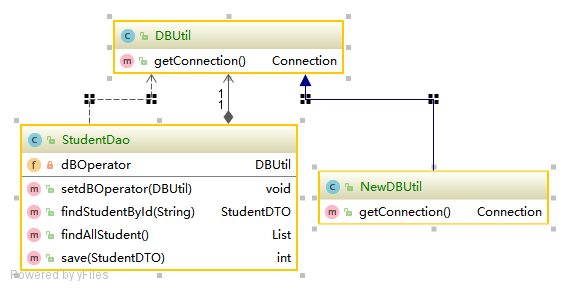 C DBUtil
m getConnection() Connection
1
1
C StudentDao
f dBOperator DBUtil
m setdBOperator(DBUtil) void
m findStudentById(String) StudentDTO
m findAllStudent() List
m save(StudentDTO) int
C NewDBUtil
m getConnection() Connection
Powered by yFiles